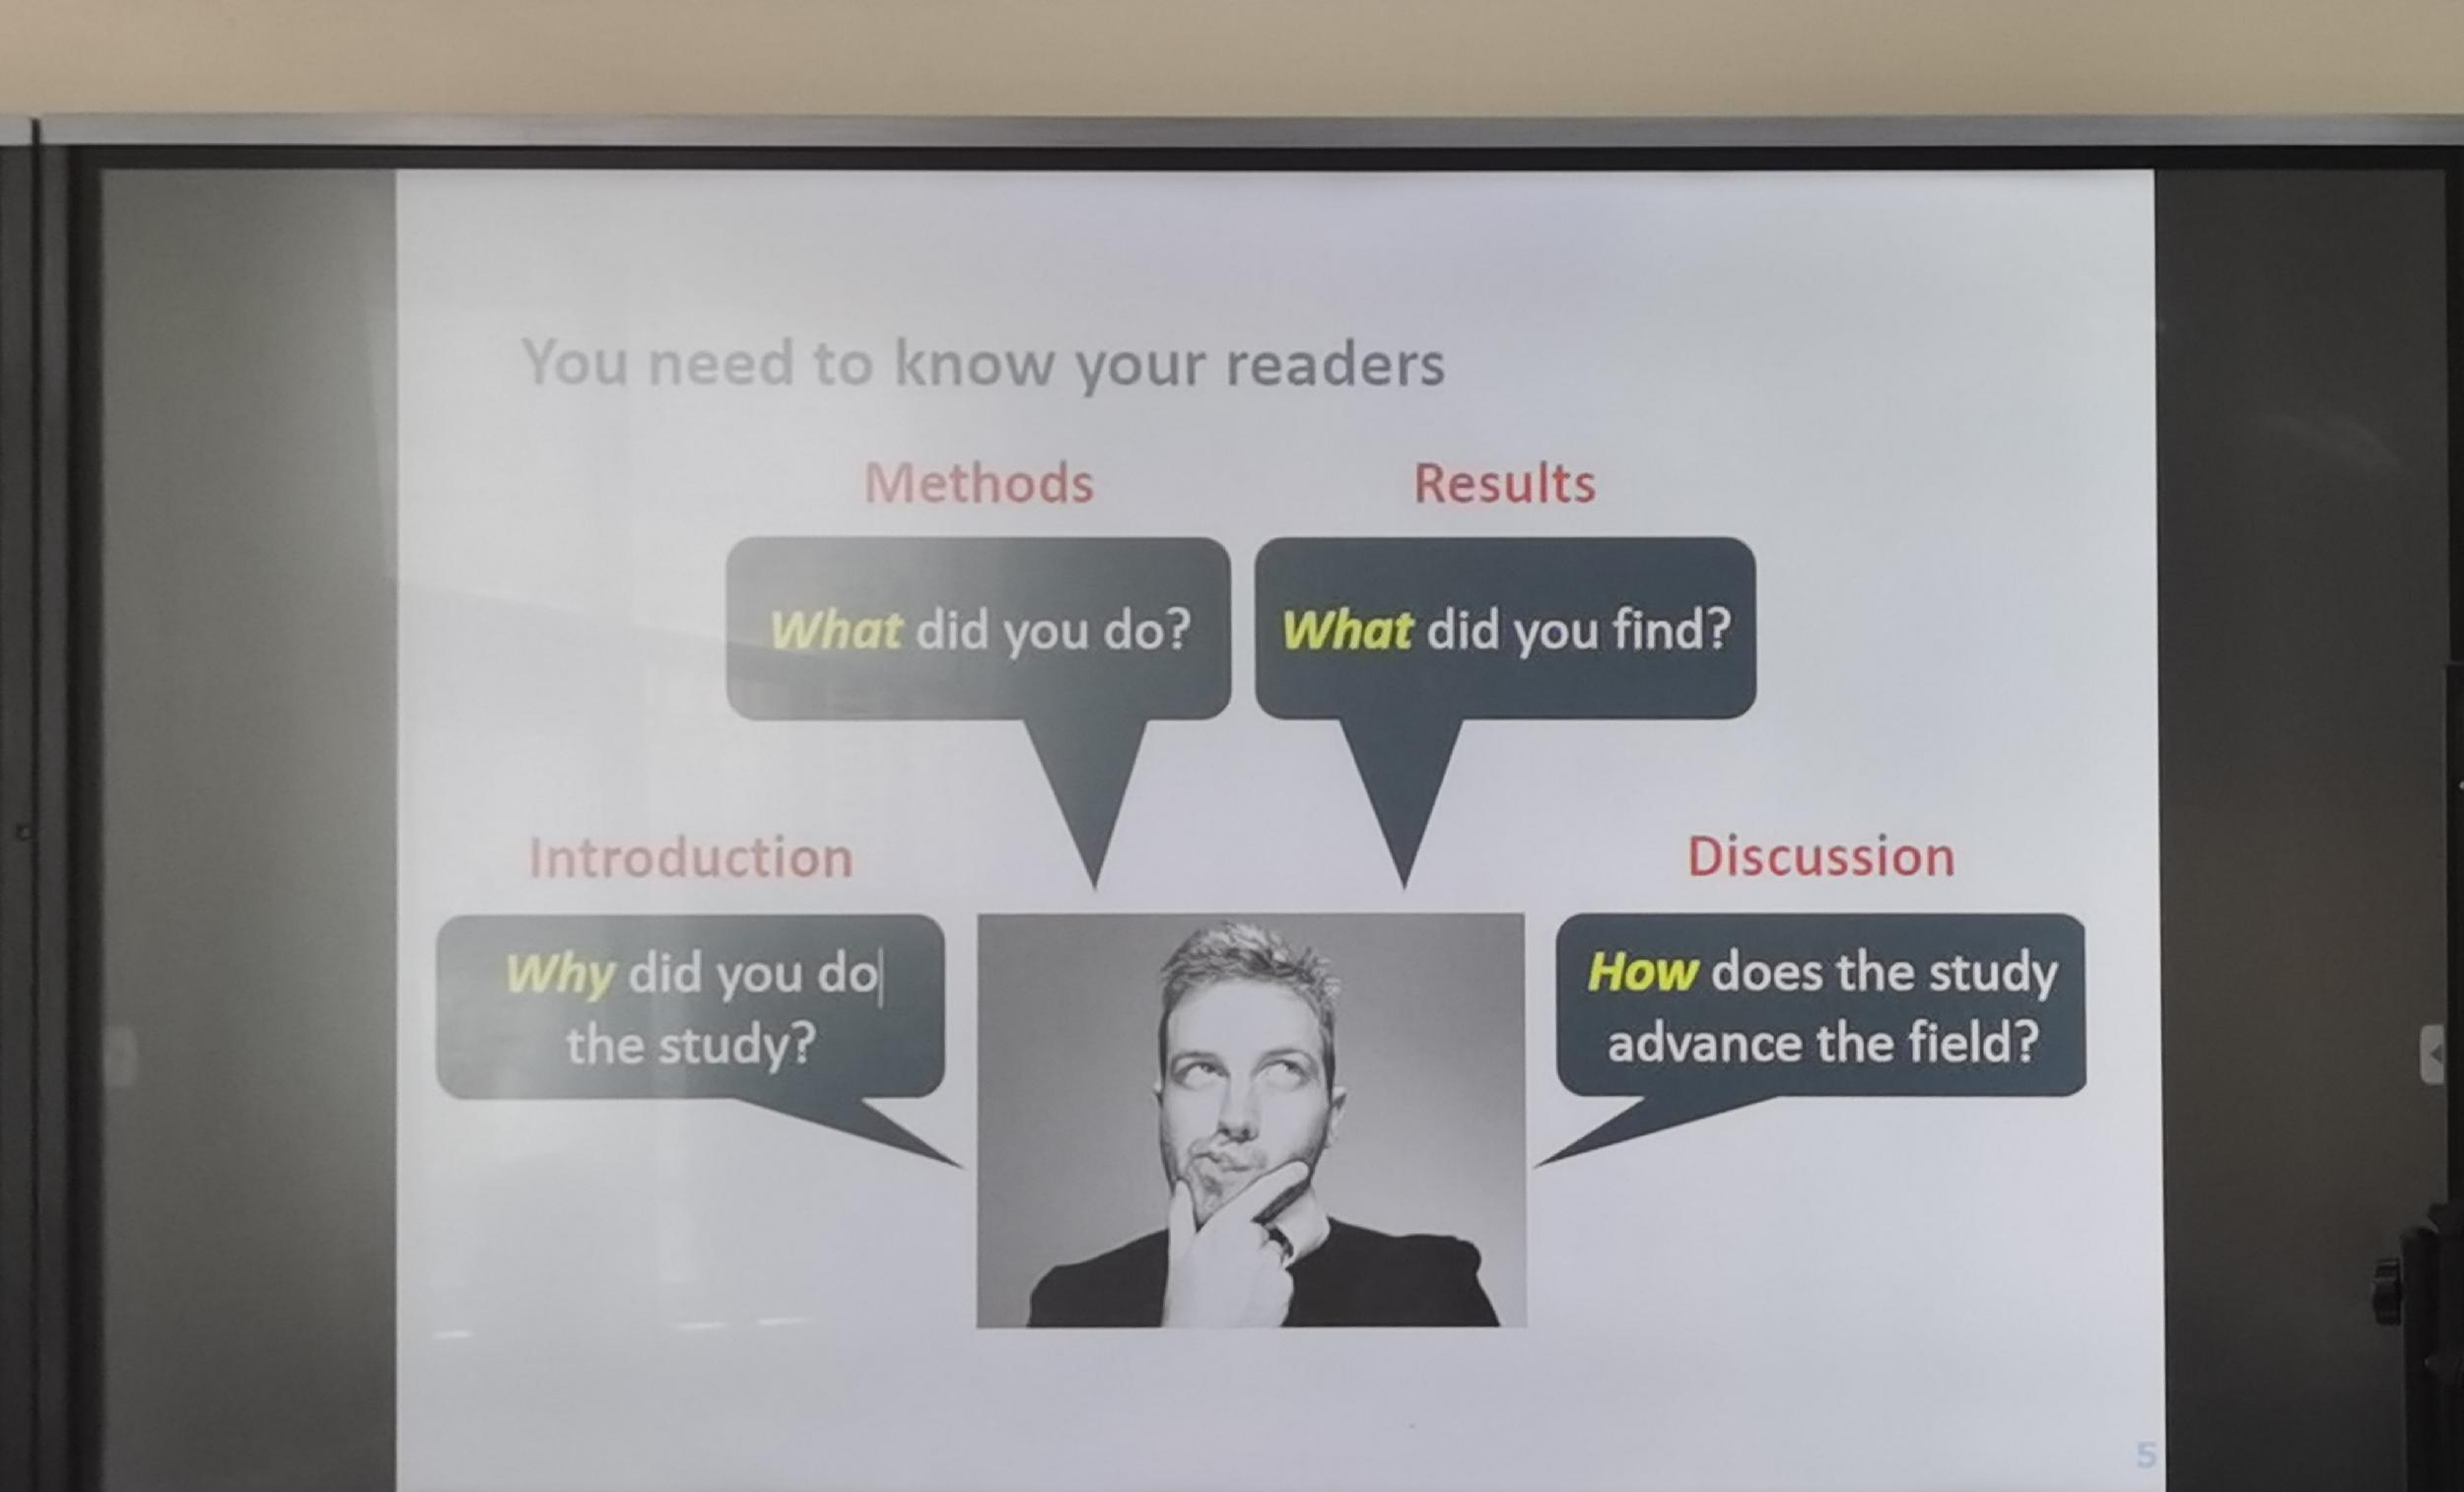 You need to know your readers
Methods
What did you do?
Results
What did you find?
Introduction
Why did you do
the study?
Discussion
How does the study
advance the field?
5